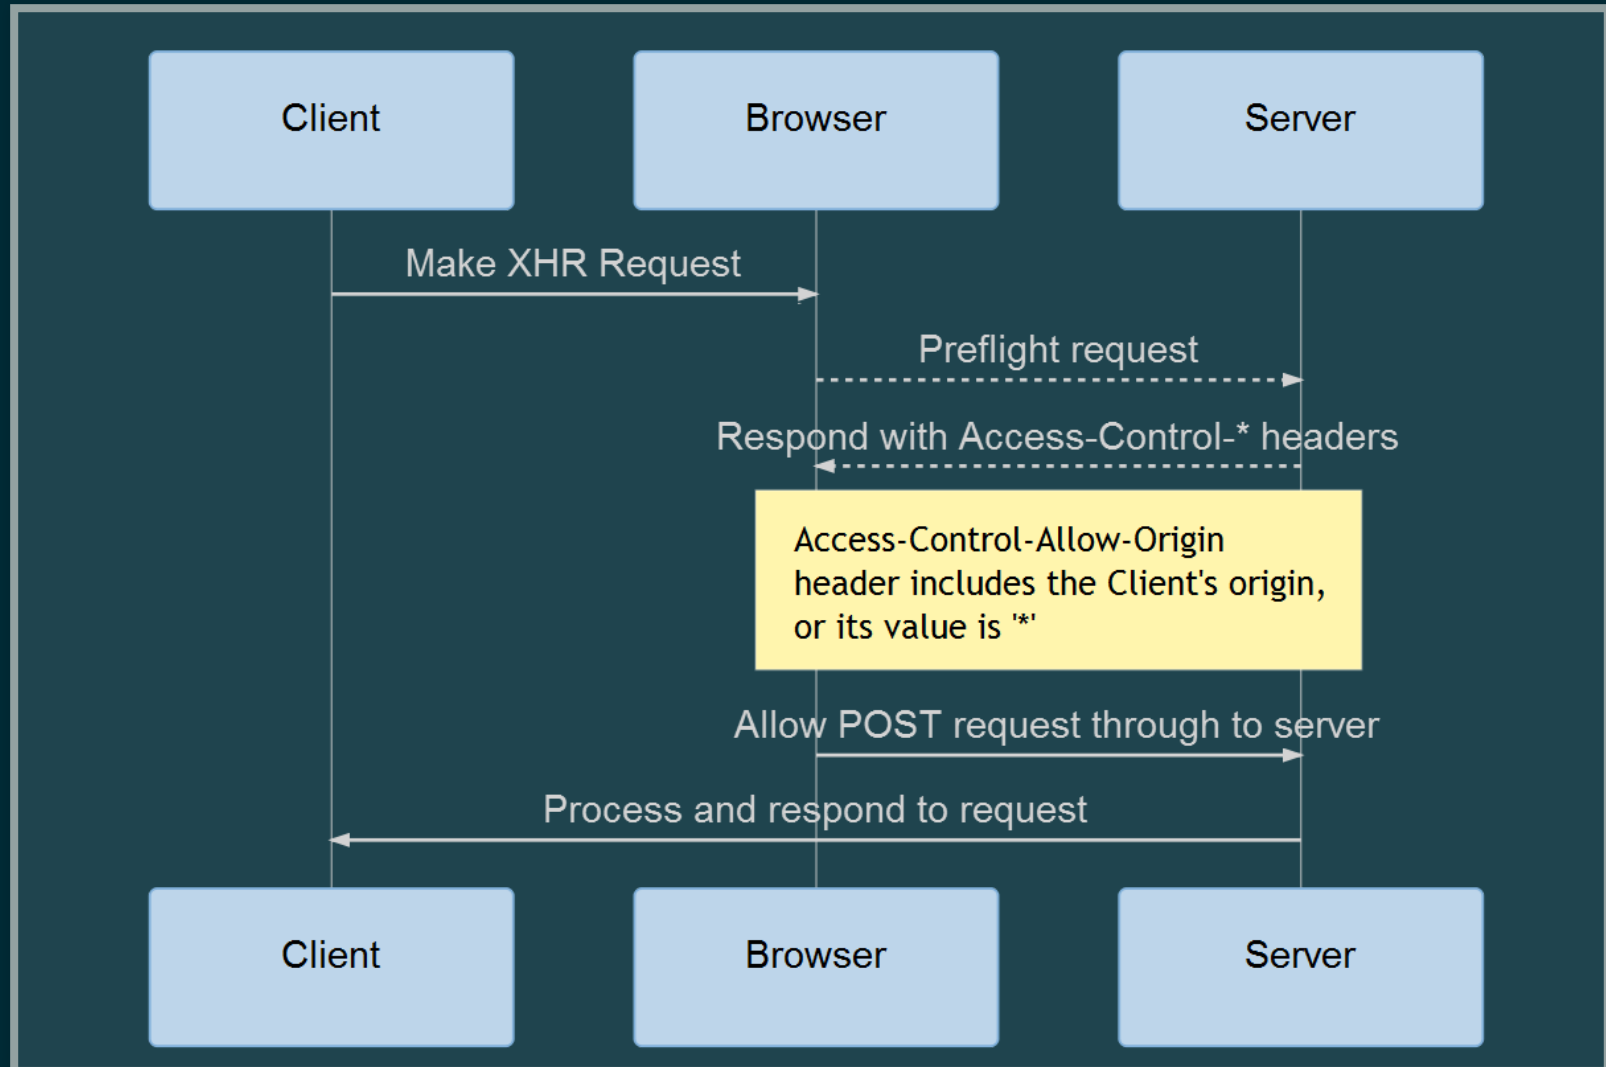 Client
Browser
Server
Make XHR Request
Preflight request
Respond with Access-Control-* headers
Access-Control-Allow-Origin
header includes the Client's origin,
or its value is '*'
Allow POST request through to server
Process and respond to request
Client
Browser
Server